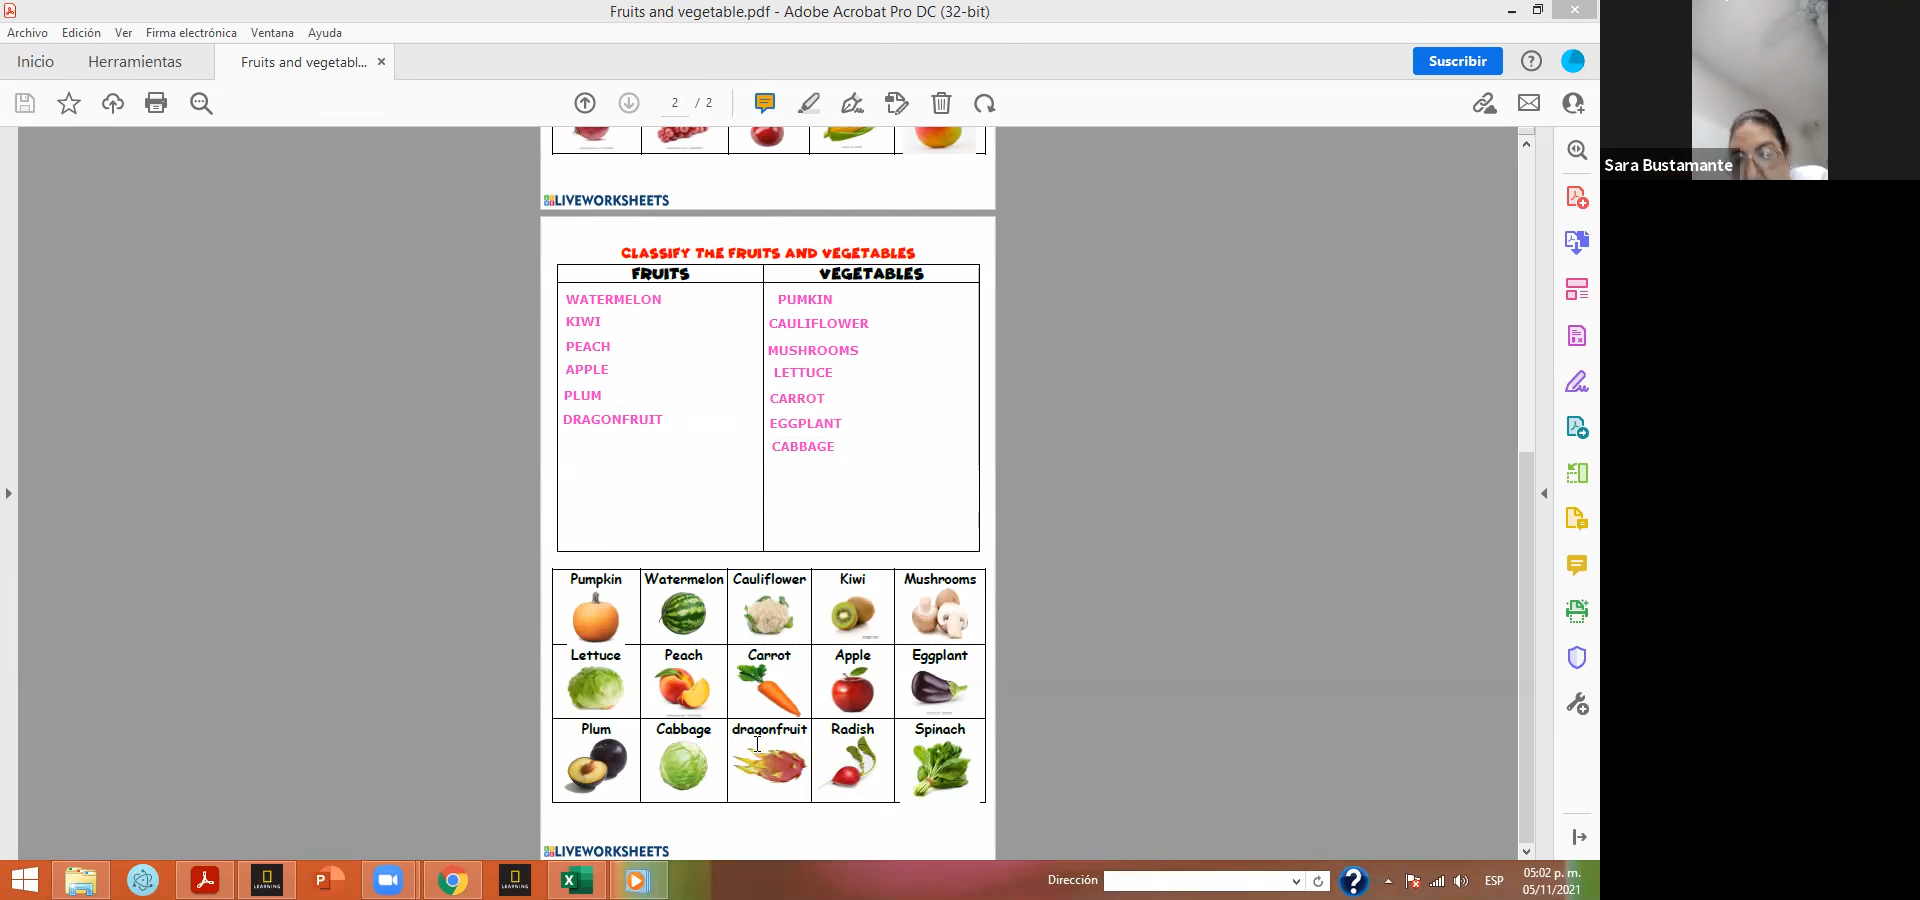 Fruits and vegetable.pdf - Adobe Acrobat Pro DC (32-bit)
Archivo Edición Ver Firma electrónica Ventana Ayuda
Inicio Herramientas Fruits and vegetabl... ×
Suscribir
2 / 2
LIVEWORKSHEETS
CLASSIFY THE FRUITS AND VEGETABLES
FRUITS VEGETABLES
WATERMELON PUMKIN
KIWI CAULIFLOWER
PEACH MUSHROOMS
APPLE LETTUCE
PLUM CARROT
DRAGONFRUIT EGGPLANT
CABBAGE
Pumpkin Watermelon Cauliflower Kiwi Mushrooms
Lettuce Peach Carrot Apple Eggplant
Plum Cabbage dragonfruit Radish Spinach
LIVEWORKSHEETS
Sara Bustamante
LEARNING LEARNING
Dirección ESP
05:02 p. m.
05/11/2021